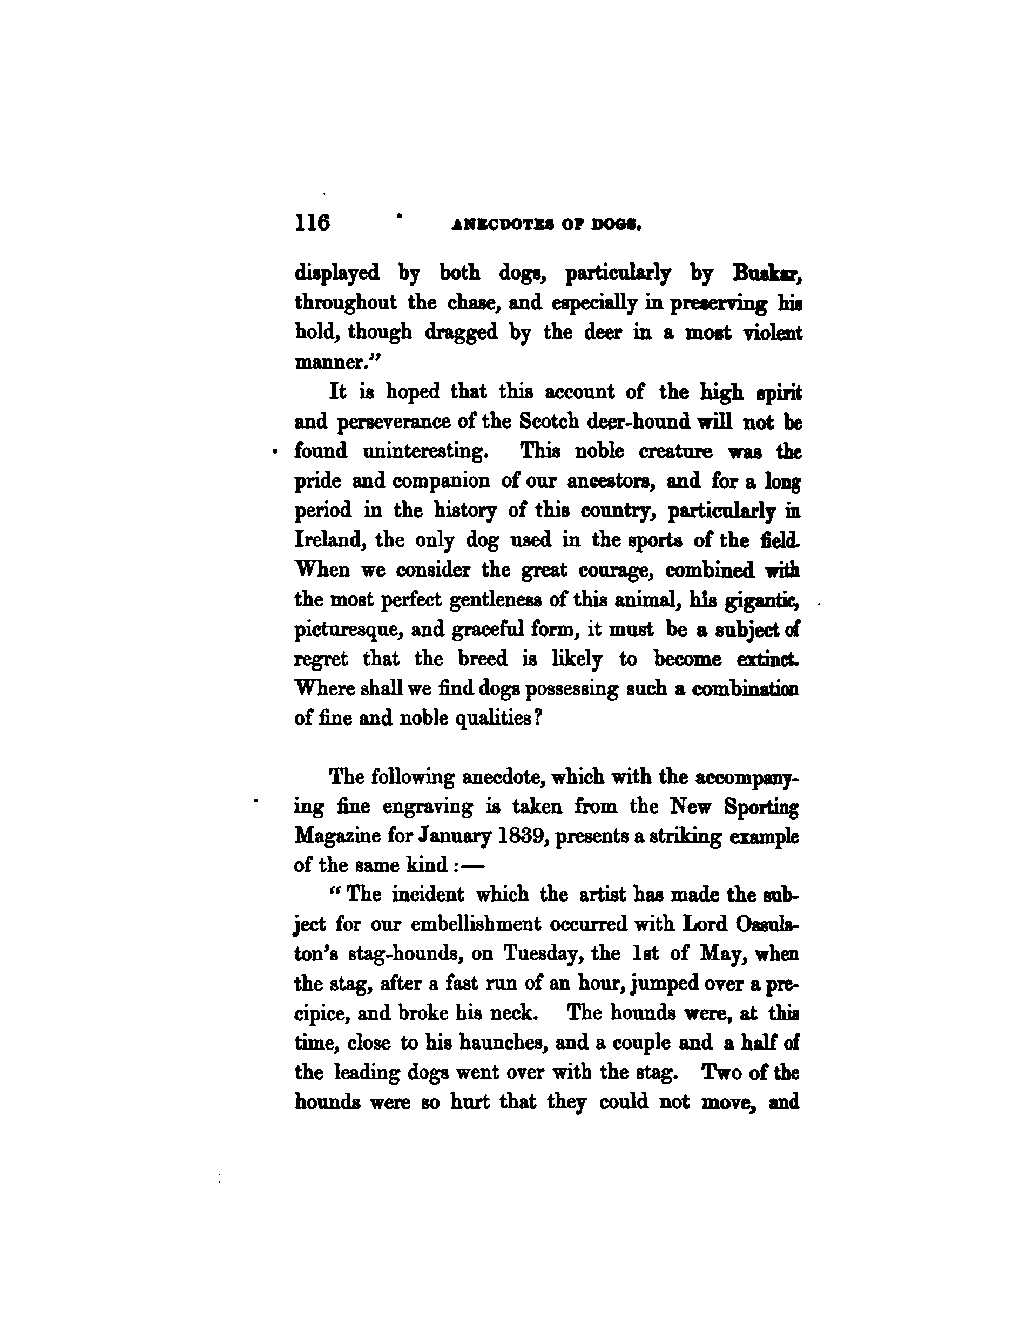 116 ANECDOTES OF DOGS.
displayed by both dogs, particularly by Buskar,
throughout the chase, and especially in preserving his
hold, though dragged by the deer in a most violent
manner."
It is hoped that this account of the high spirit
and perseverance of the Scotch deer-hound will not be
found uninteresting. This noble creature was the
pride and companion of our ancestors, and for a long
period in the history of this country, particularly in
Ireland, the only dog used in the sports of the field.
When we consider the great courage, combined with
the most perfect gentleness of this animal, his gigantic,
picturesque, and graceful form, it must be a subject of
regret that the breed is likely to become extinct.
Where shall we find dogs possessing such a combination
of fine and noble qualities?
The following anecdote, which with the accompany-
ing fine engraving is taken from the New Sporting
Magazine for January 1839, presents a striking example
of the same kind :—
"The incident which the artist has made the sub-
ject for our embellishment occurred with Lord Ossuls-
ton's stag-hounds, on Tuesday, the 1st of May, when
the stag, after a fast run of an hour, jumped over a pre-
cipice, and broke his neck. The hounds were, at this
time, close to his haunches, and a couple and a half of
the leading dogs went over with the stag. Two of the
hounds were so hurt that they could not move, and